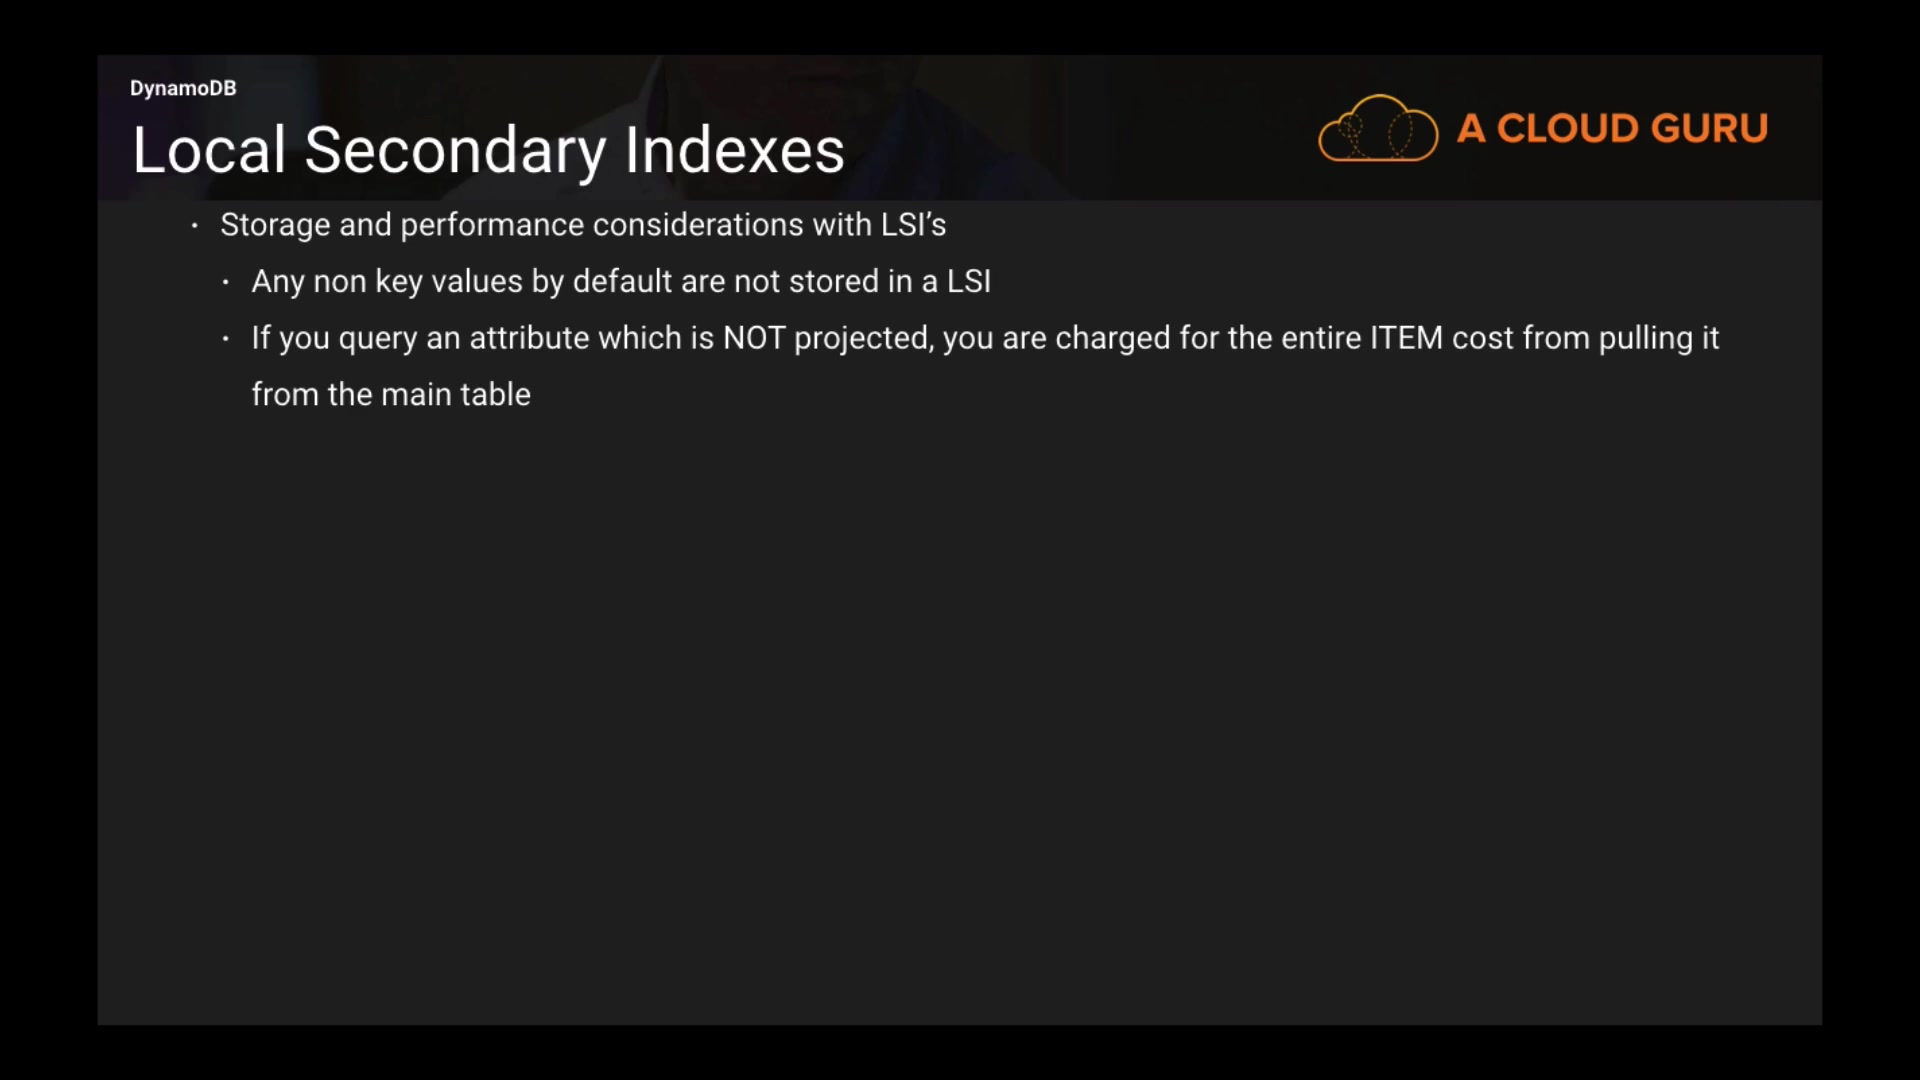 DynamoDB
Local Secondary Indexes
A CLOUD GURU
· Storage and performance considerations with LSI’s
· Any non key values by default are not stored in a LSI
· If you query an attribute which is NOT projected, you are charged for the entire ITEM cost from pulling it
from the main table